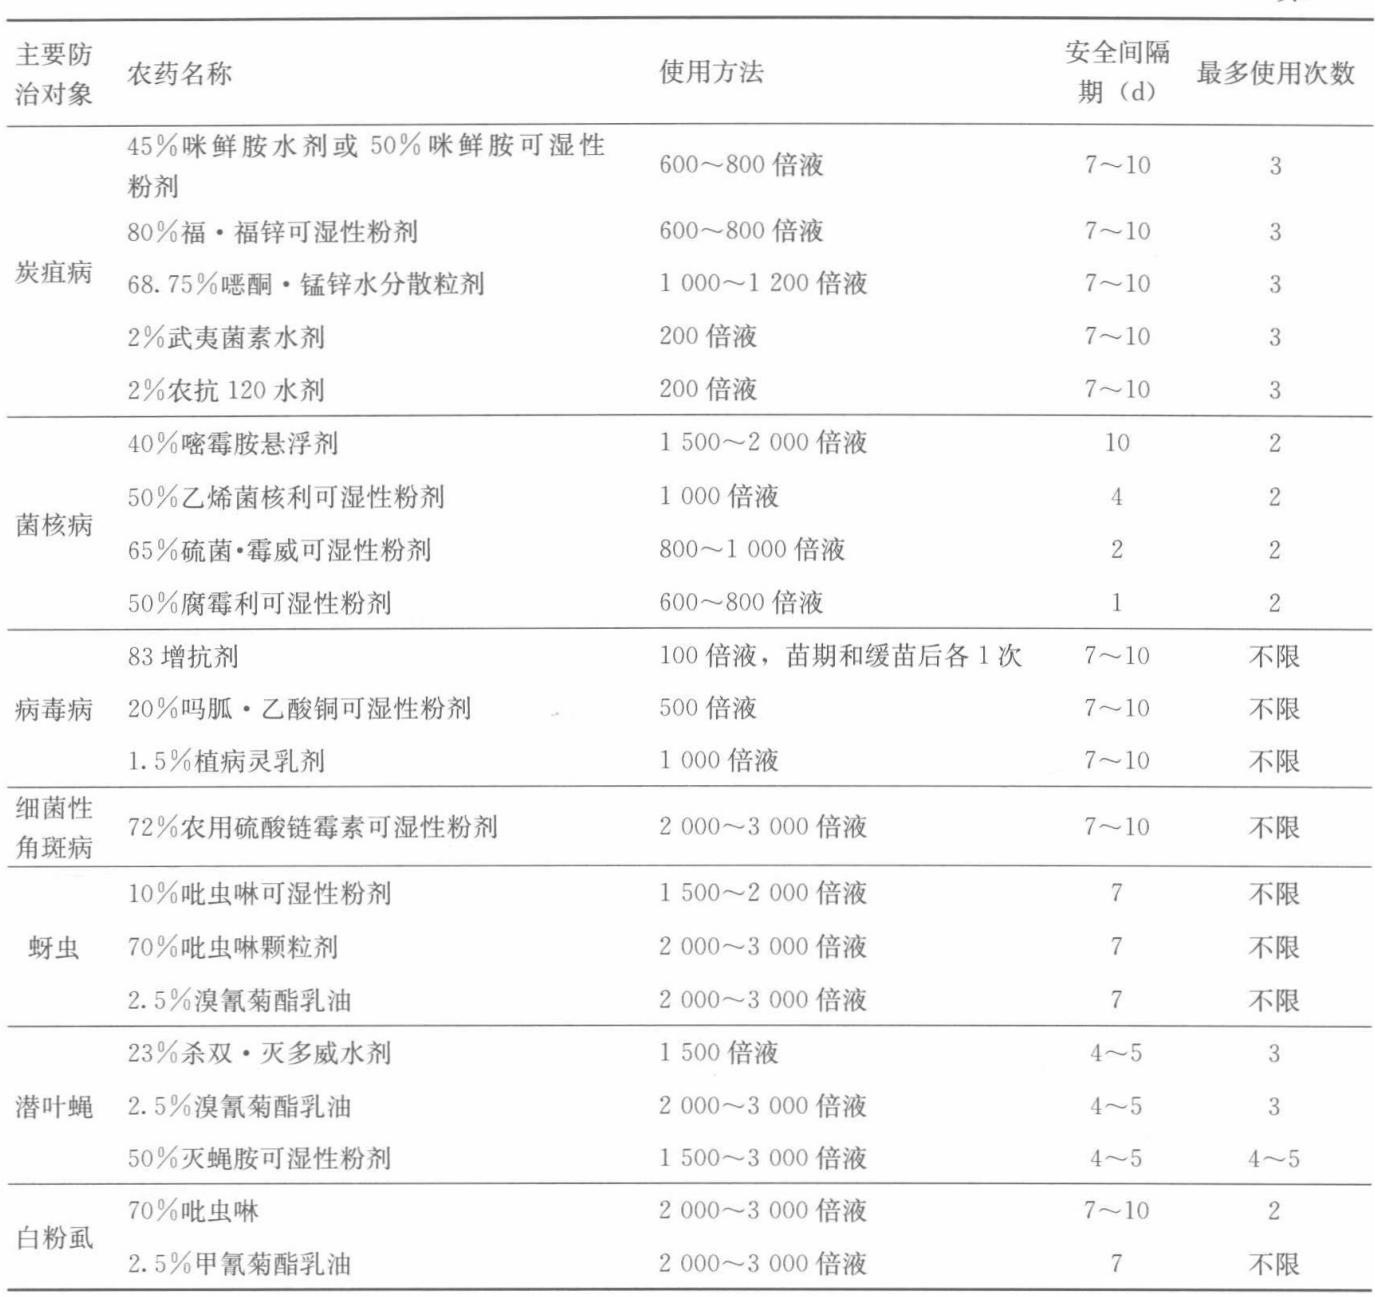 主要防治对象 农药名称 使用方法 安全间隔期（d） 最多使用次数
炭疽病 45%咪鲜胺水剂或 50%咪鲜胺可湿性粉剂 600～800 倍液 7～10 3
80%福·福锌可湿性粉剂 600～800 倍液 7～10 3
68.75%噁酮·锰锌水分散粒剂 1 000～1 200 倍液 7～10 3
2%武夷菌素水剂 200 倍液 7～10 3
2%农抗 120 水剂 200 倍液 7～10 3
菌核病 40%嘧霉胺悬浮剂 1 500～2 000 倍液 10 2
50%乙烯菌核利可湿性粉剂 1 000 倍液 4 2
65%硫菌·霉威可湿性粉剂 800～1 000 倍液 2 2
50%腐霉利可湿性粉剂 600～800 倍液 1 2
病毒病 83 增抗剂 100 倍液，苗期和缓苗后各 1 次 7～10 不限
20%吗胍·乙酸铜可湿性粉剂 500 倍液 7～10 不限
1.5%植病灵乳剂 1 000 倍液 7～10 不限
细菌性角斑病 72%农用硫酸链霉素可湿性粉剂 2 000～3 000 倍液 7～10 不限
蚜虫 10%吡虫啉可湿性粉剂 1 500～2 000 倍液 7 不限
70%吡虫啉颗粒剂 2 000～3 000 倍液 7 不限
2.5%溴氰菊酯乳油 2 000～3 000 倍液 7 不限
潜叶蝇 23%杀双·灭多威水剂 1 500 倍液 4～5 3
2.5%溴氰菊酯乳油 2 000～3 000 倍液 4～5 3
50%灭蝇胺可湿性粉剂 1 500～3 000 倍液 4～5 4～5
白粉虱 70%吡虫啉 2 000～3 000 倍液 7～10 2
2.5%甲氰菊酯乳油 2 000～3 000 倍液 7 不限